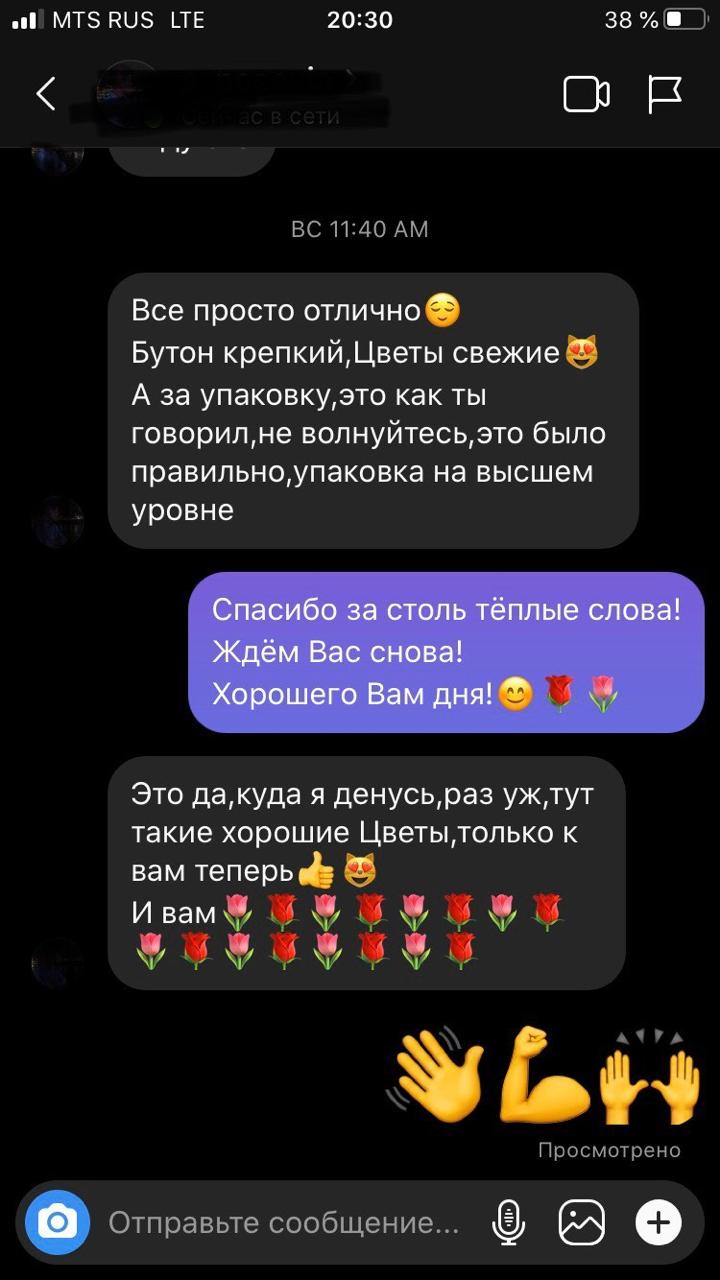 MTS RUS LTE 20:30 38 %
Сейчас в сети
ВС 11:40 AM
Все просто отлично😌
Бутон крепкий,Цветы свежие😻
А за упаковку,это как ты
говорил,не волнуйтесь,это было
правильно,упаковка на высшем
уровне
Спасибо за столь тёплые слова!
Ждём Вас снова!
Хорошего Вам дня!😊🌹🌷
Это да,куда я денусь,раз уж,тут
такие хорошие Цветы,только к
вам теперь👍😻
И вам🌷🌹🌷🌹🌷🌹🌷🌹
🌷🌹🌷🌹🌷🌹🌷🌹
👋💪🙌
Просмотрено
Отправьте сообщение...